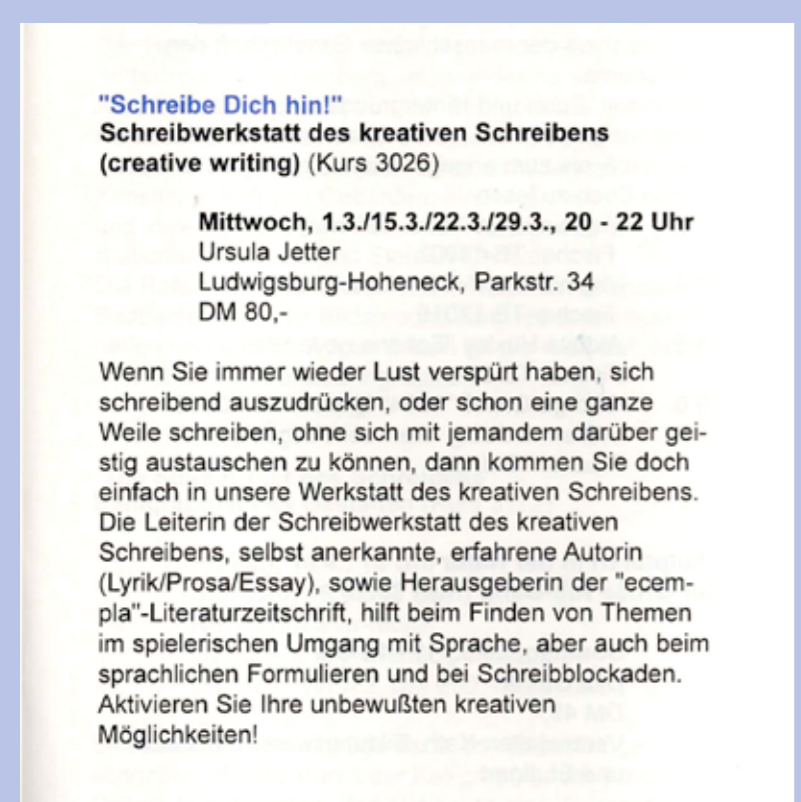 "Schreibe Dich hin!"
Schreibwerkstatt des kreativen Schreibens
(creative writing) (Kurs 3026)
Mittwoch, 1.3./15.3./22.3./29.3., 20 - 22 Uhr
Ursula Jetter
Ludwigsburg-Hoheneck, Parkstr. 34
DM 80,-
Wenn Sie immer wieder Lust verspürt haben, sich
schreibend auszudrücken, oder schon eine ganze
Weile schreiben, ohne sich mit jemandem darüber gei-
stig austauschen zu können, dann kommen Sie doch
einfach in unsere Werkstatt des kreativen Schreibens.
Die Leiterin der Schreibwerkstatt des kreativen
Schreibens, selbst anerkannte, erfahrene Autorin
(Lyrik/Prosa/Essay), sowie Herausgeberin der "ecem-
pla"-Literaturzeitschrift, hilft beim Finden von Themen
im spielerischen Umgang mit Sprache, aber auch beim
sprachlichen Formulieren und bei Schreibblockaden.
Aktivieren Sie Ihre unbewußten kreativen
Möglichkeiten!